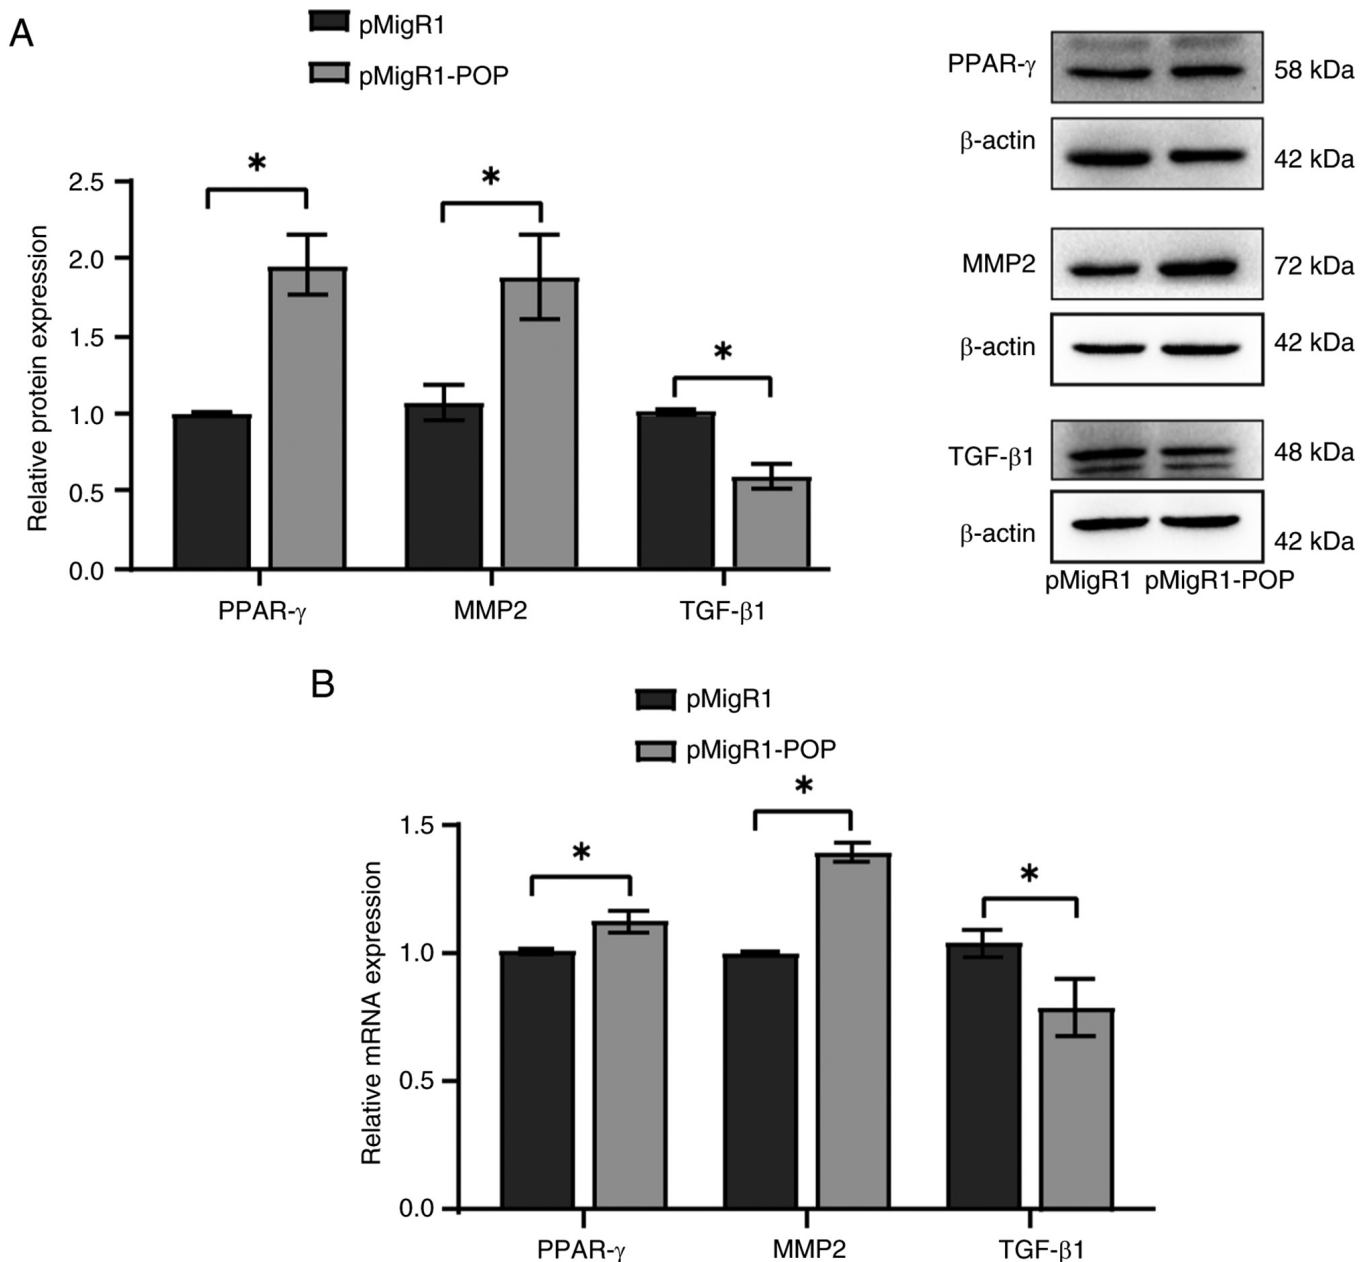 A
pMigR1
pMigR1-POP
Relative protein expression
2.5
2.0
1.5
1.0
0.5
0.0
*
*
*
PPAR-γ
MMP2
TGF-β1
PPAR-γ
58 kDa
β-actin
42 kDa
MMP2
72 kDa
β-actin
42 kDa
TGF-β1
48 kDa
β-actin
42 kDa
pMigR1 pMigR1-POP
B
pMigR1
pMigR1-POP
Relative mRNA expression
1.5
1.0
0.5
0.0
*
*
*
PPAR-γ
MMP2
TGF-β1